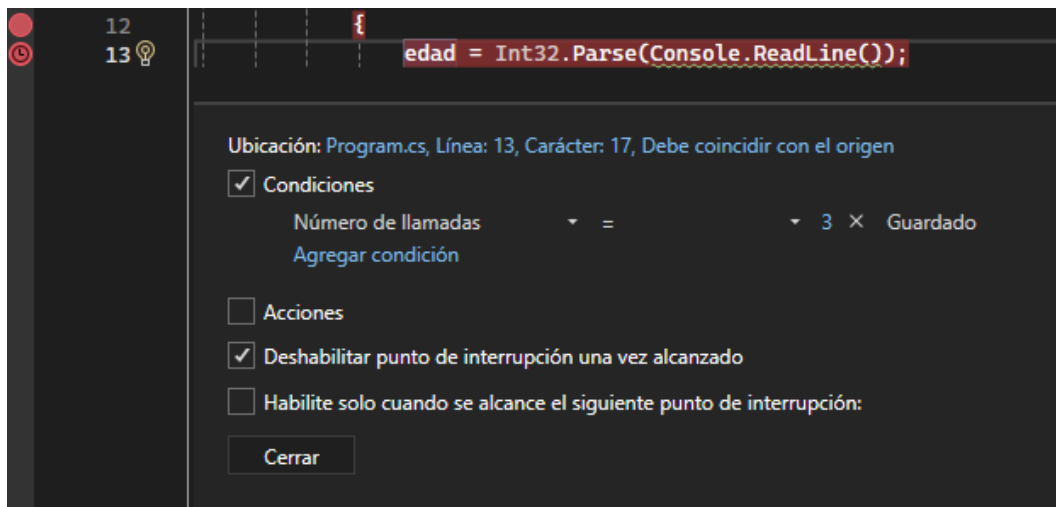 12 {
13 edad = Int32.Parse(Console.ReadLine());
Ubicación: Program.cs, Línea: 13, Carácter: 17, Debe coincidir con el origen
Condiciones
Número de llamadas = 3 × Guardado
Agregar condición
Acciones
Deshabilitar punto de interrupción una vez alcanzado
Habilite solo cuando se alcance el siguiente punto de interrupción:
Cerrar